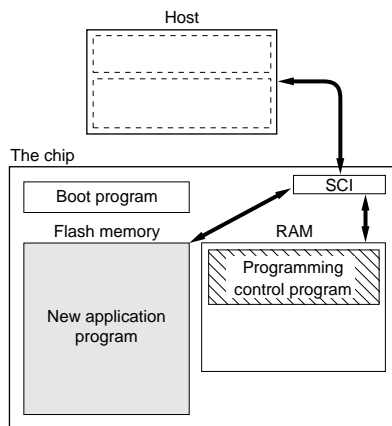 Host
The chip
SCI
Boot program
Flash memory
RAM
Programming
control program
New application
program